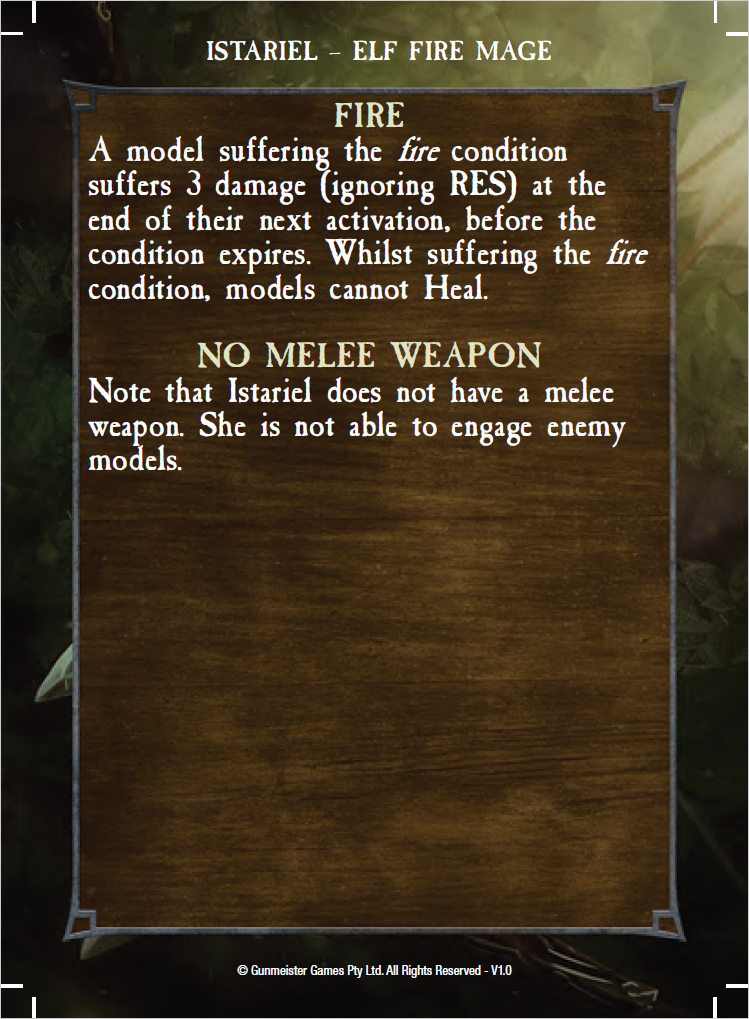 ISTARIEL – ELF FIRE MAGE
FIRE
A model suffering the fire condition
suffers 3 damage (ignoring RES) at the
end of their next activation, before the
condition expires. Whilst suffering the fire
condition, models cannot Heal.
NO MELEE WEAPON
Note that Istariel does not have a melee
weapon. She is not able to engage enemy
models.
© Gunmeister Games Pty Ltd. All Rights Reserved - V1.0